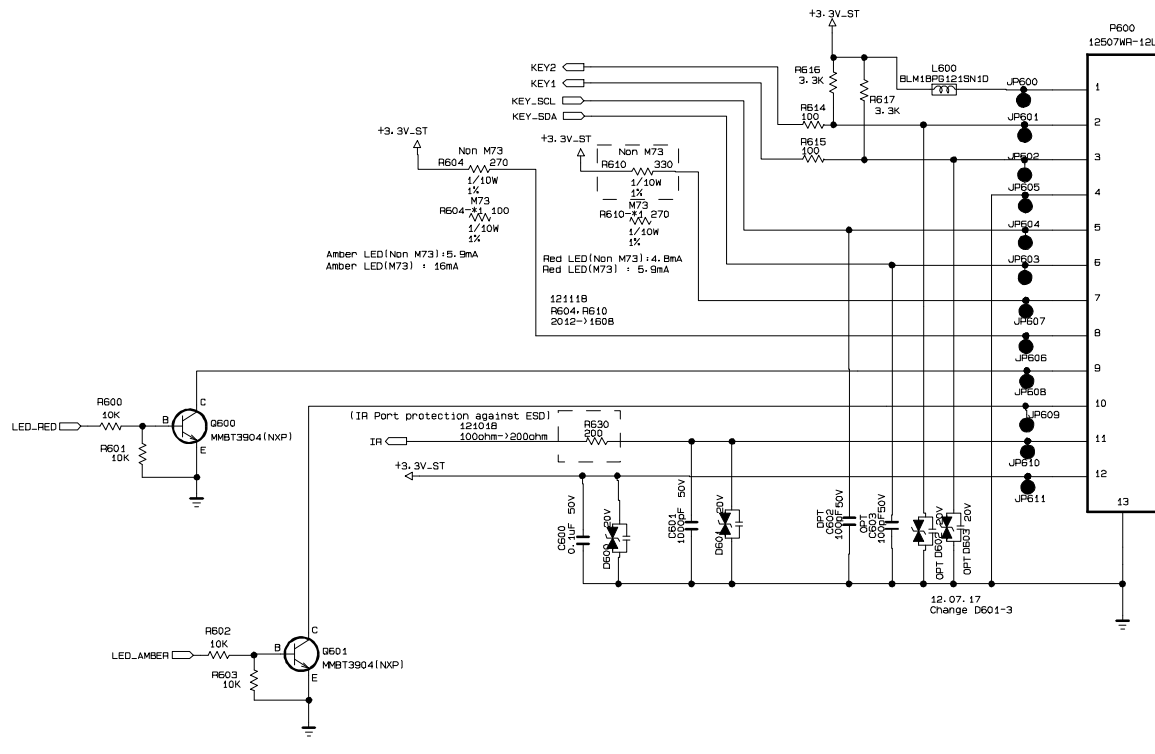 +3.3V_ST
P600
12507WR-12L
KEY2
KEY1
KEY_SCL
KEY_SDA
R616
3.3K
R617
3.3K
L600
BLM18PG121SN1D
R614
100
R615
100
JP600
JP601
JP602
JP605
JP604
JP603
JP607
JP606
JP608
JP609
JP610
JP611
1
2
3
4
5
6
7
8
9
10
11
12
13
+3.3V_ST
Non M73
R604 270
1/10W
1%
M73
R604-*1 100
1/10W
1%
Amber LED(Non M73):5.9mA
Amber LED(M73) : 16mA
+3.3V_ST
Non M73
R610 330
1/10W
1%
M73
R610-*1 270
1/10W
1%
Red LED(Non M73):4.8mA
Red LED(M73) : 5.9mA
121118
R604,R610
2012->1608
LED_RED
R600
10K
R601
10K
B
C
E
Q600
MMBT3904(NXP)
(IR Port protection against ESD)
121018
100ohm->200ohm
R630
200
IR
+3.3V_ST
C600
0.1uF 50V
D600 20V
C601
1000pF 50V
D601 20V
OPT
C602
100pF 50V
OPT
C603
100pF 50V
OPT D602 20V
OPT D603 20V
12.07.17
Change D601-3
LED_AMBER
R602
10K
R603
10K
B
C
E
Q601
MMBT3904(NXP)